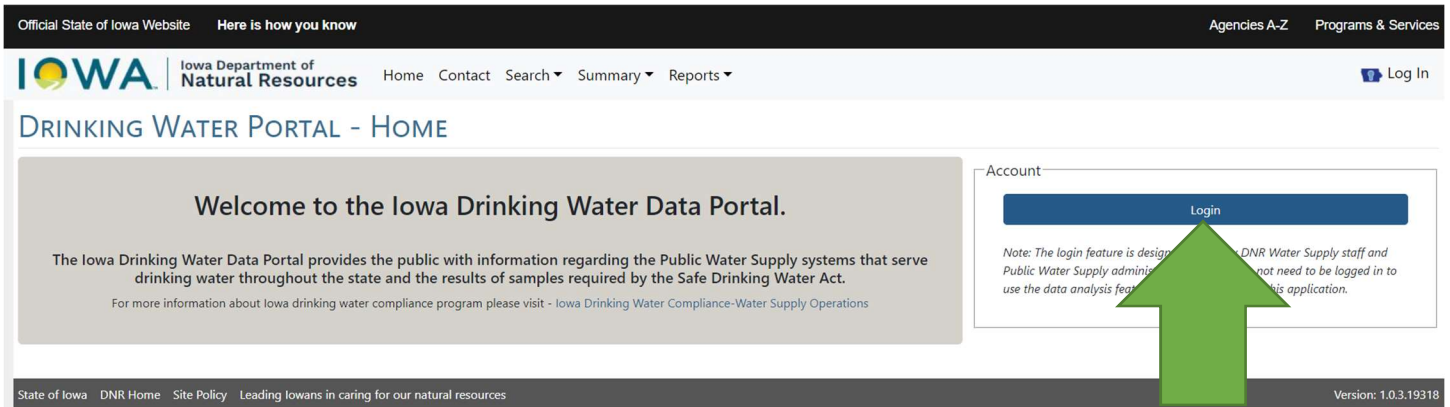 Official State of Iowa Website Here is how you know Agencies A-Z Programs & Services
IOWA Iowa Department of
Natural Resources Home Contact Search Summary Reports Log In
DRINKING WATER PORTAL - HOME
Account
Welcome to the Iowa Drinking Water Data Portal.
The Iowa Drinking Water Data Portal provides the public with information regarding the Public Water Supply systems that serve
drinking water throughout the state and the results of samples required by the Safe Drinking Water Act.
For more information about Iowa drinking water compliance program please visit - Iowa Drinking Water Compliance-Water Supply Operations
Login
Note: The login feature is DNR Water Supply staff and
Public Water Supply not need to be logged in to
use the data analysis application.
State of Iowa DNR Home Site Policy Leading Iowans in caring for our natural resources Version: 1.0.3.19318